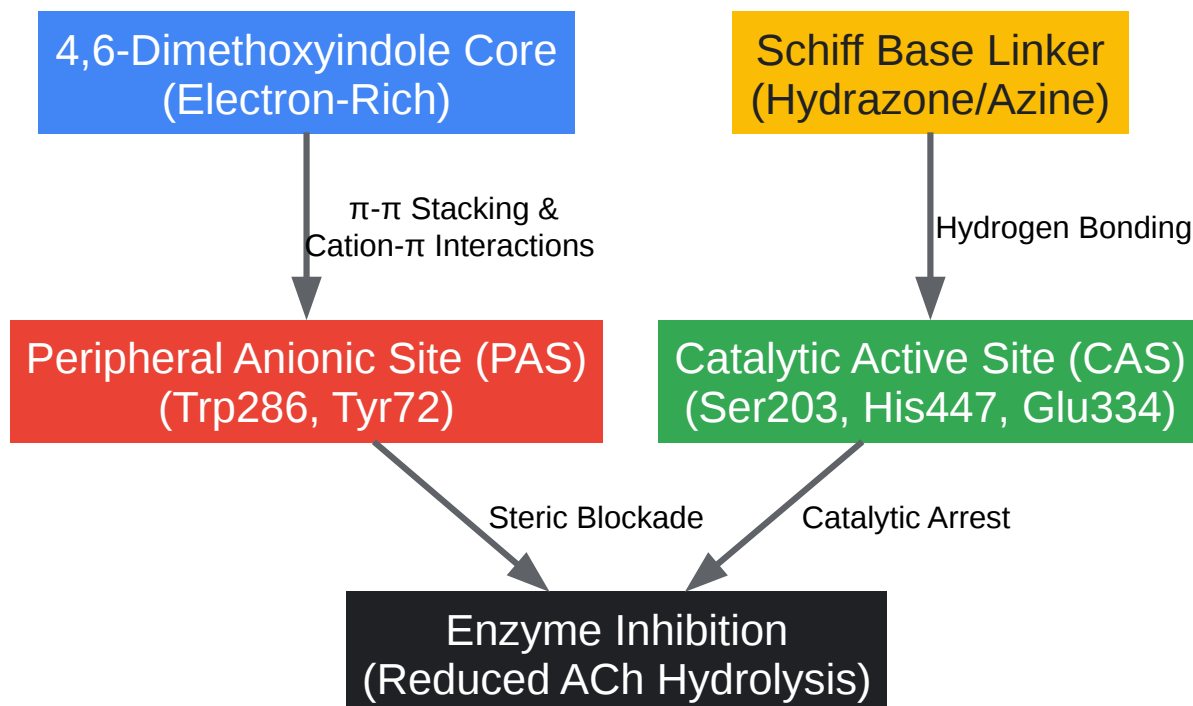 4,6-Dimethoxyindole Core
(Electron-Rich)
Schiff Base Linker
(Hydrazone/Azine)
π-π Stacking &
Cation-π Interactions
Hydrogen Bonding
Peripheral Anionic Site (PAS)
(Trp286, Tyr72)
Catalytic Active Site (CAS)
(Ser203, His447, Glu334)
Steric Blockade
Catalytic Arrest
Enzyme Inhibition
(Reduced ACh Hydrolysis)